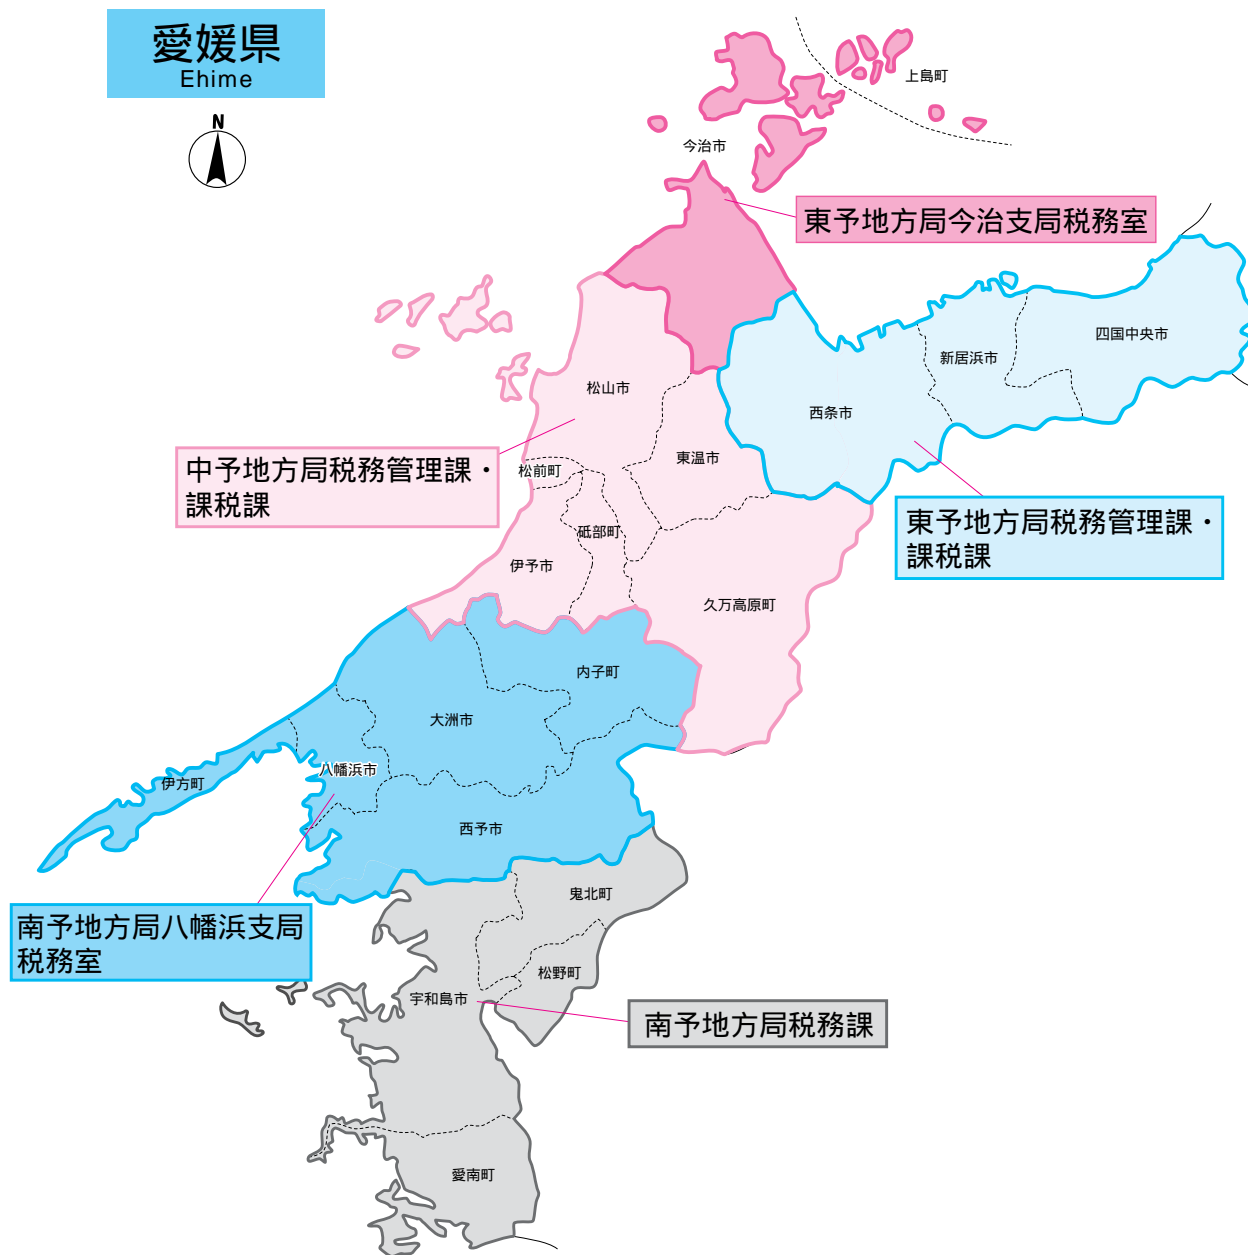 愛媛県
Ehime
N
上島町
今治市
東予地方局今治支局税務室
四国中央市
新居浜市
西条市
松山市
東温市
中予地方局税務管理課・
課税課
松前町
砥部町
伊予市
東予地方局税務管理課・
課税課
久万高原町
内子町
大洲市
八幡浜市
伊方町
西予市
鬼北町
南予地方局八幡浜支局
税務室
松野町
宇和島市
南予地方局税務課
愛南町